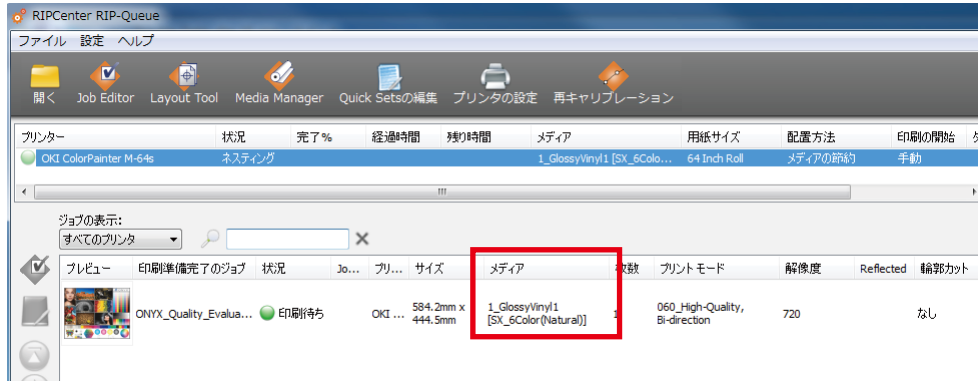 RIPCenter RIP-Queue
ファイル 設定 ヘルプ
開く Job Editor Layout Tool Media Manager Quick Setsの編集 プリンタの設定 再キャリブレーション
プリンター 状況 完了% 経過時間 残り時間 メディア 用紙サイズ 配置方法 印刷の開始
OKI ColorPainter M-64s ネスティング 1_GlossyVinyl1 [SX_6Colo... 64 Inch Roll メディアの節約 手動
ジョブの表示:
すべてのプリンタ
プレビュー 印刷準備完了のジョブ 状況 Jo... プリ... サイズ メディア 枚数 プリントモード 解像度 Reflected 輪郭カット
ONYX_Quality_Evalua... 印刷待ち OKI ... 584.2mm x 444.5mm 1_GlossyVinyl1 [SX_6Color(Natural)] 1 060_High-Quality, Bi-direction 720 なし